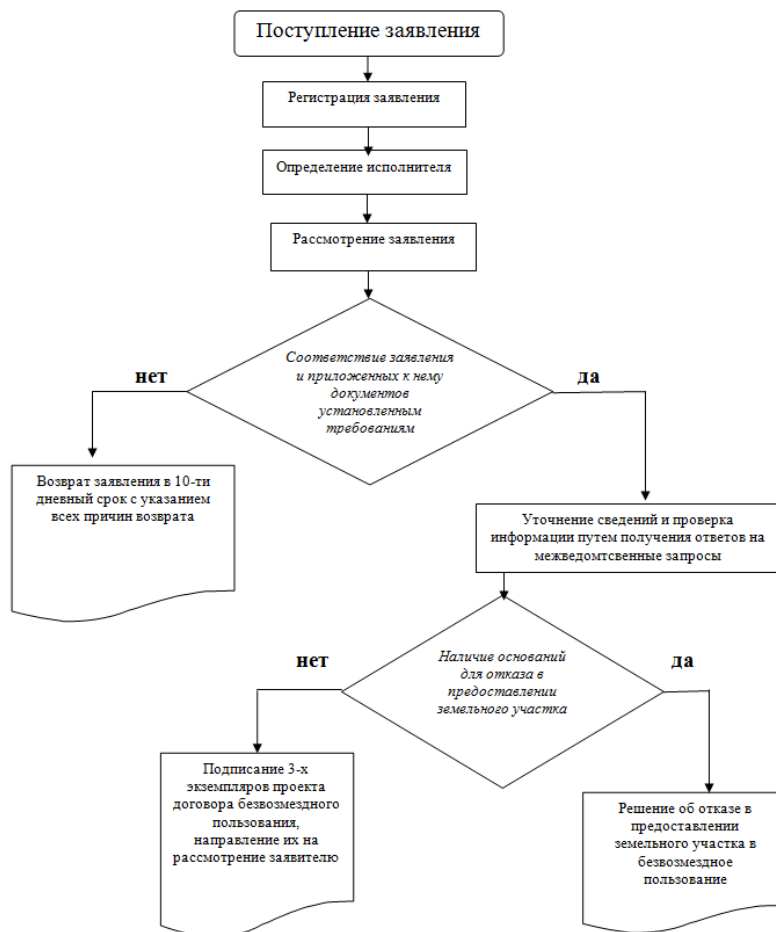 Поступление заявления
Регистрация заявления
Определение исполнителя
Рассмотрение заявления
Соответствие заявления
и приложенных к нему
документов
установленным
требованиям
нет
да
Возврат заявления в 10-ти
дневный срок с указанием
всех причин возврата
Уточнение сведений и проверка
информации путем получения ответов на
межведомтсвенные запросы
Наличие оснований
для отказа в
предоставлении
земельного участка
нет
да
Подписание 3-х
экземпляров проекта
договора безвозмездного
пользования,
направление их на
рассмотрение заявителю
Решение об отказе в
предоставлении
земельного участка в
безвозмездное
пользование